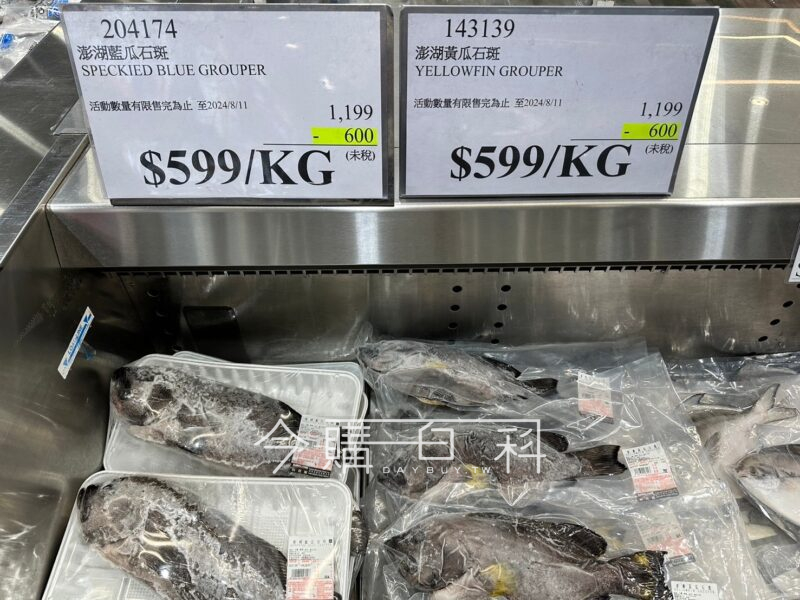 204174
澎湖藍瓜石斑
SPECKIED BLUE GROUPER
活動數量有限售完為止 至2024/8/11
1,199
- 600
$599/KG
(未稅)
143139
澎湖黃瓜石斑
YELLOWFIN GROUPER
活動數量有限售完為止 至2024/8/11
1,199
- 600
$599/KG
(未稅)
今購百科
DAYBUY.TW